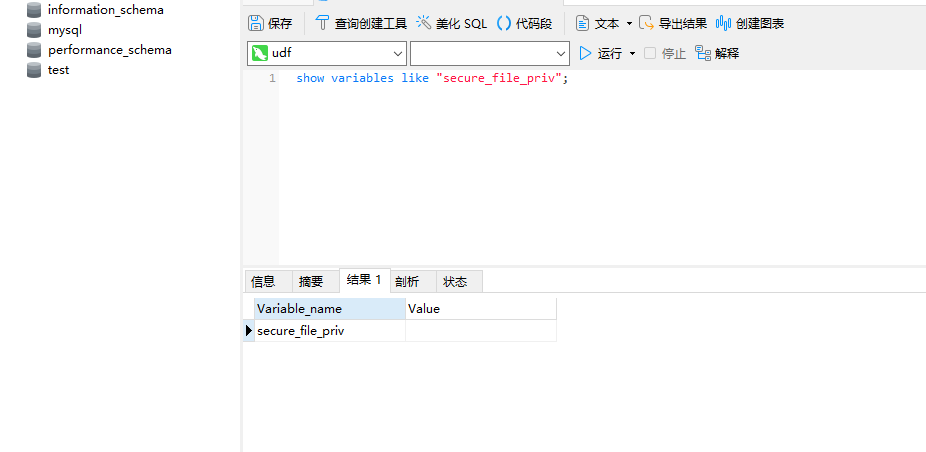 information_schema
mysql
performance_schema
test
保存 查询创建工具 美化 SQL 代码段 文本 导出结果 创建图表
udf 运行 停止 解释
1 show variables like "secure_file_priv";
信息 摘要 结果 1 剖析 状态
Variable_name Value
secure_file_priv